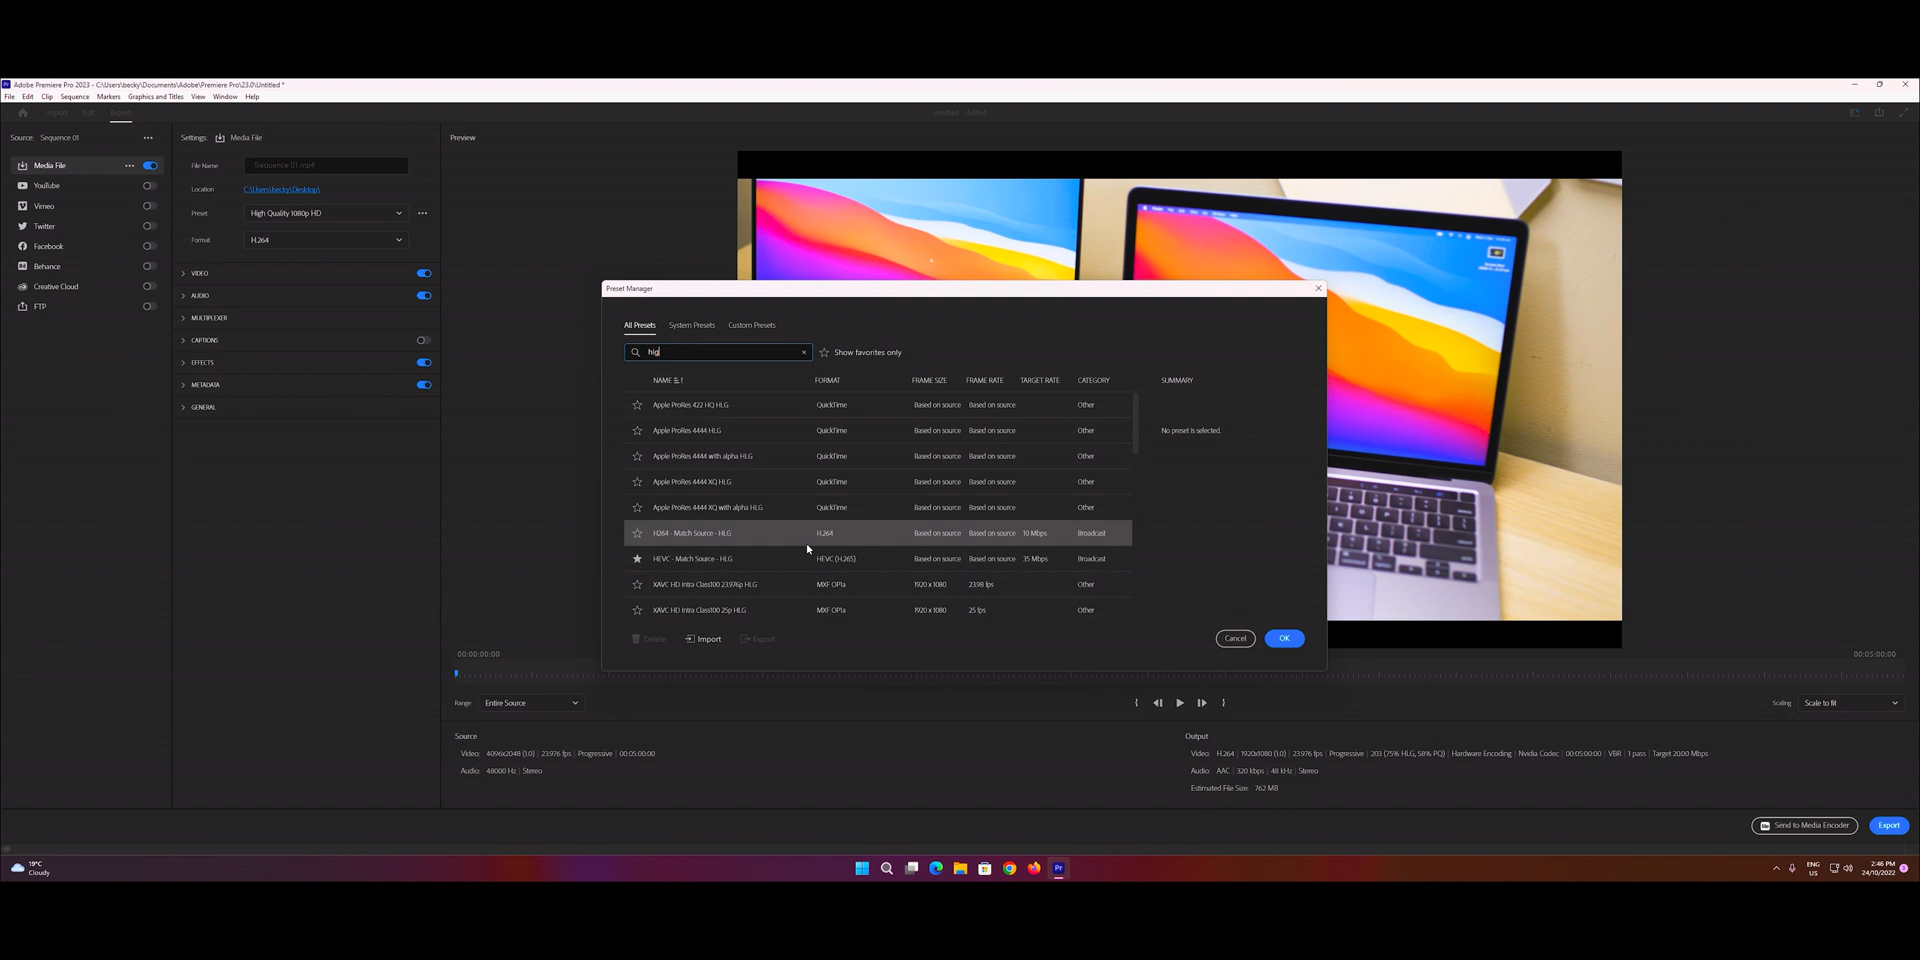 Adobe Premiere Pro 2023 - C:\Users\becky\Documents\Adobe\Premiere Pro\23.0\Untitled *
File Edit Clip Sequence Markers Graphics and Titles View Window Help
Import Edit Export
Untitled - Edited
Source: Sequence 01
Settings: Media File
Preview
Media File
YouTube
Vimeo
Twitter
Facebook
Behance
Creative Cloud
FTP
File Name Sequence 01.mp4
Location C:\Users\becky\Desktop\
Preset High Quality 1080p HD
Format H.264
VIDEO
AUDIO
MULTIPLEXER
CAPTIONS
EFFECTS
METADATA
GENERAL
Preset Manager
All Presets System Presets Custom Presets
hlg Show favorites only
NAME FORMAT FRAME SIZE FRAME RATE TARGET RATE CATEGORY SUMMARY
Apple ProRes 422 HQ HLG QuickTime Based on source Based on source Other
Apple ProRes 4444 HLG QuickTime Based on source Based on source Other
No preset is selected.
Apple ProRes 4444 with alpha HLG QuickTime Based on source Based on source Other
Apple ProRes 4444 XQ HLG QuickTime Based on source Based on source Other
Apple ProRes 4444 XQ with alpha HLG QuickTime Based on source Based on source Other
H264 - Match Source - HLG H.264 Based on source Based on source 10 Mbps Broadcast
HEVC - Match Source - HLG HEVC (H.265) Based on source Based on source 35 Mbps Broadcast
XAVC HD Intra Class100 23.976p HLG MXF OP1a 1920 x 1080 23.98 fps Other
XAVC HD Intra Class100 25p HLG MXF OP1a 1920 x 1080 25 fps Other
Delete Import Export Cancel OK
00:00:00:00 00:05:00:00
Range Entire Source Scaling Scale to fit
Source
Video: 4096x2048 (1.0) | 23.976 fps | Progressive | 00:05:00:00
Audio: 48000 Hz | Stereo
Output
Video: H.264 | 1920x1080 (1.0) | 23.976 fps | Progressive | 203 (75% HLG, 58% PQ) | Hardware Encoding | Nvidia Codec | 00:05:00:00 | VBR | 1 pass | Target 20.00 Mbps
Audio: AAC | 320 kbps | 48 kHz | Stereo
Estimated File Size: 762 MB
Send to Media Encoder Export
19°C
Cloudy
Pr
ENG
US
2:46 PM
24/10/2022